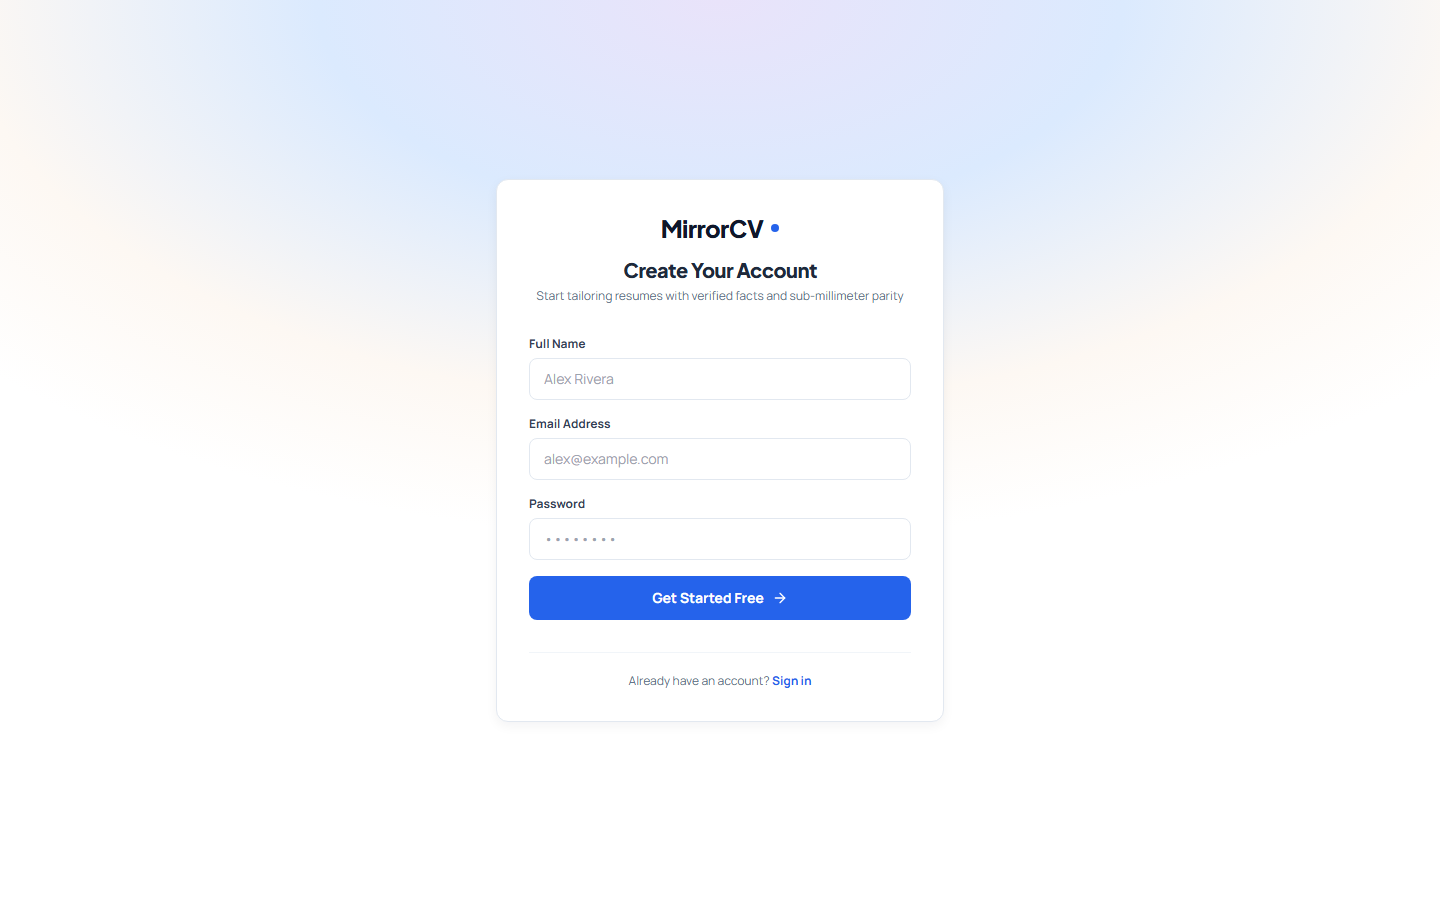 MirrorCV
Create Your Account
Start tailoring resumes with verified facts and sub-millimeter parity
Full Name
Alex Rivera
Email Address
alex@example.com
Password
••••••••
Get Started Free →
Already have an account? Sign in